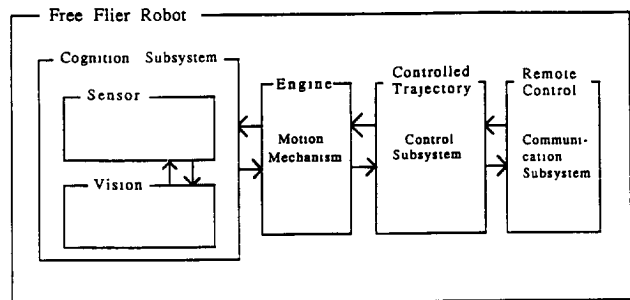 Free Flier Robot
Cognition Subsystem
Sensor
Vision
Engine
Motion
Mechanism
Controlled
Trajectory
Control
Subsystem
Remote
Control
Communi-
cation
Subsystem